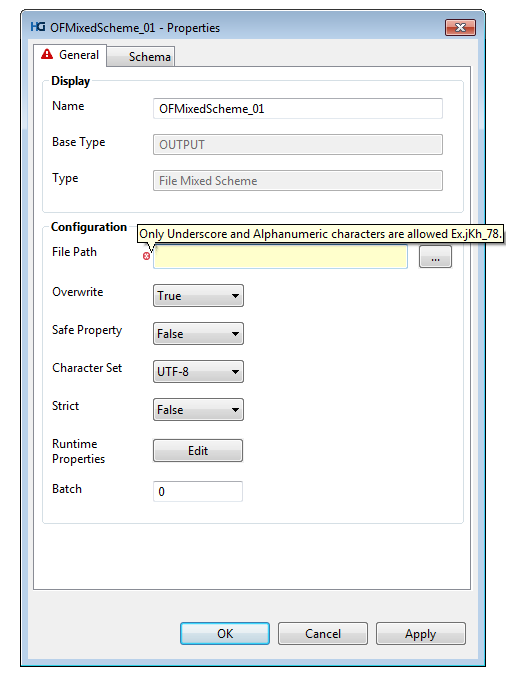 HG OFMixedScheme_01 - Properties
General
Schema
Display
Name
OFMixedScheme_01
Base Type
OUTPUT
Type
File Mixed Scheme
Configuration
Only Underscore and Alphanumeric characters are allowed Ex.jKh_78.
File Path
...
Overwrite
True
Safe Property
False
Character Set
UTF-8
Strict
False
Runtime
Properties
Edit
Batch
0
OK
Cancel
Apply